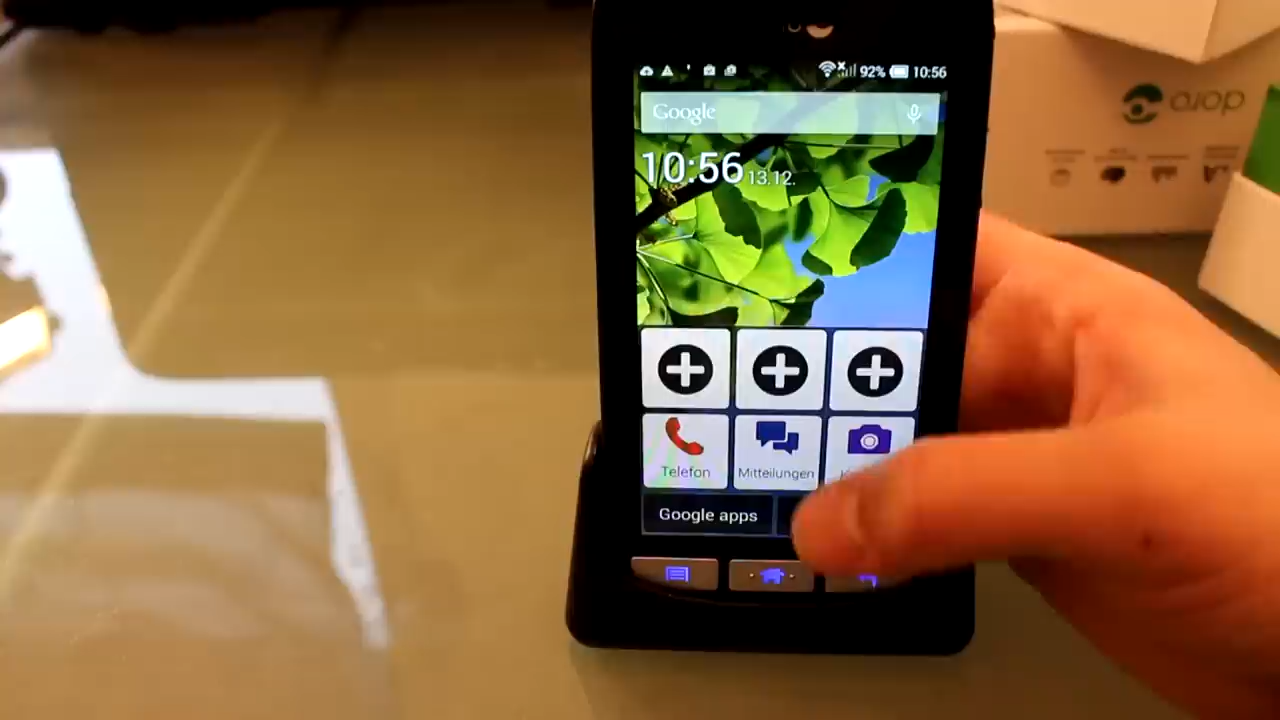 92% 10:56
Google
10:56 13.12.
doro
Telefon
Mitteilungen
Google apps